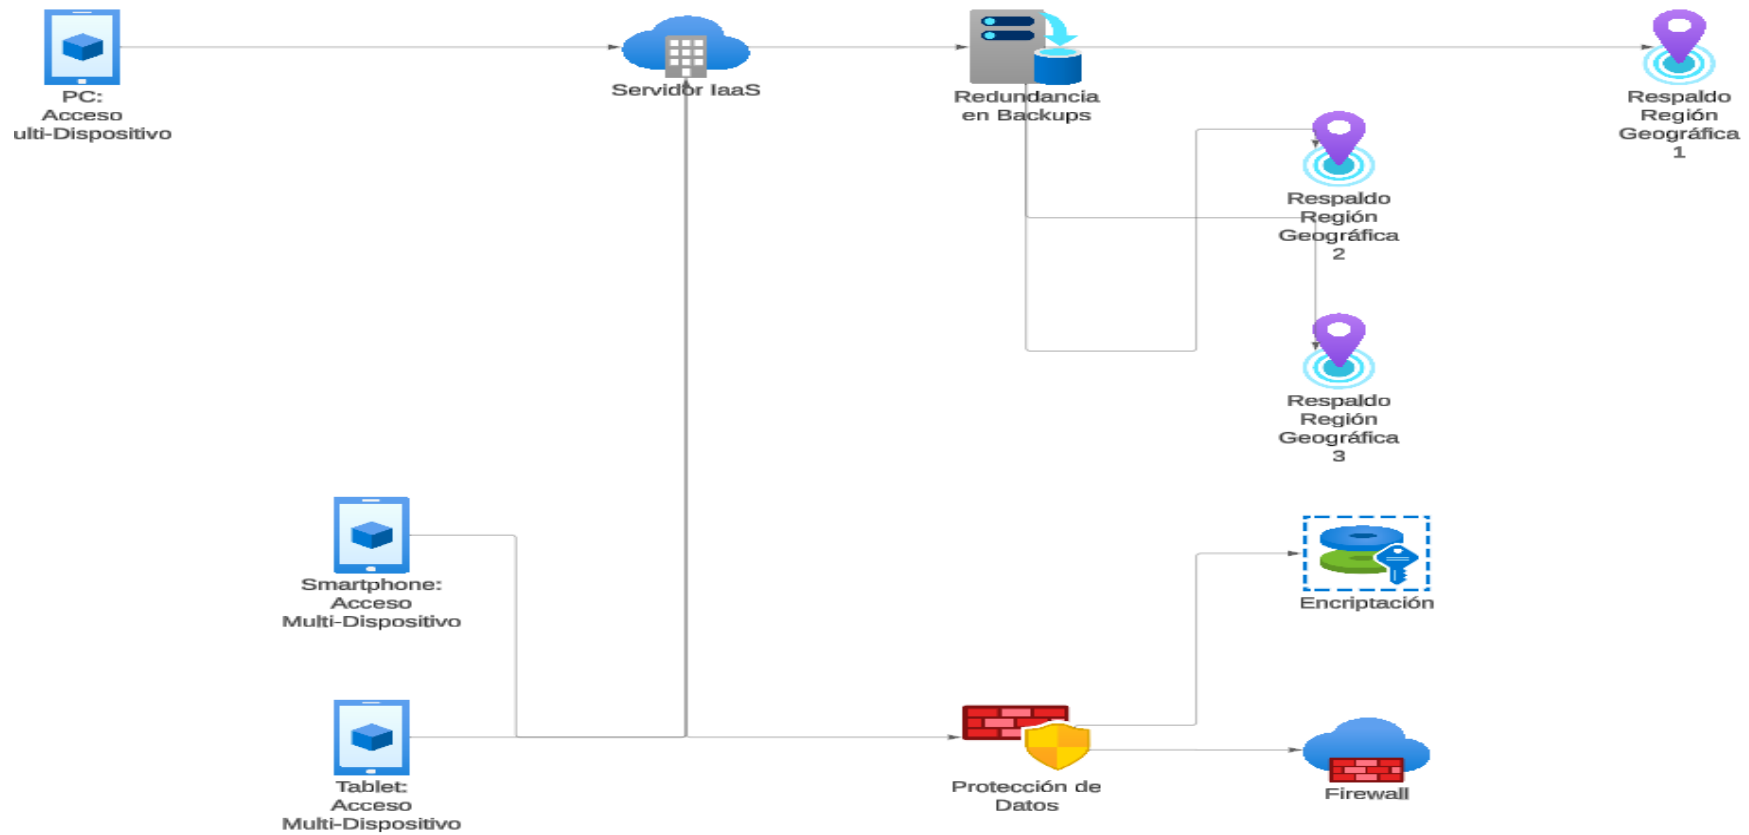 PC:
Acceso
ulti-Dispositivo
Servidor IaaS
Redundancia
en Backups
Respaldo
Región
Geográfica
1
Respaldo
Región
Geográfica
2
Respaldo
Región
Geográfica
3
Smartphone:
Acceso
Multi-Dispositivo
Encriptación
Tablet:
Acceso
Multi-Dispositivo
Protección de
Datos
Firewall